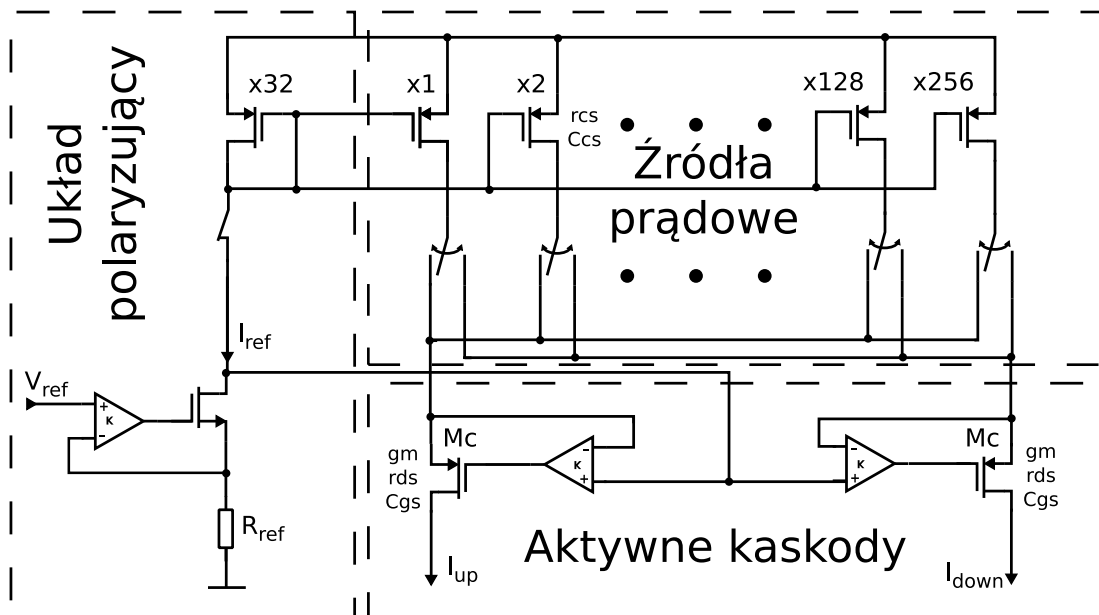 Układ
polaryzujący
x32
x1
x2
x128
x256
rcs
Ccs
Źródła
prądowe
Iref
Vref
+
K
-
Rref
Mc
gm
rds
Cgs
-
K
+
-
K
+
Mc
gm
rds
Cgs
Aktywne kaskody
Iup
Idown